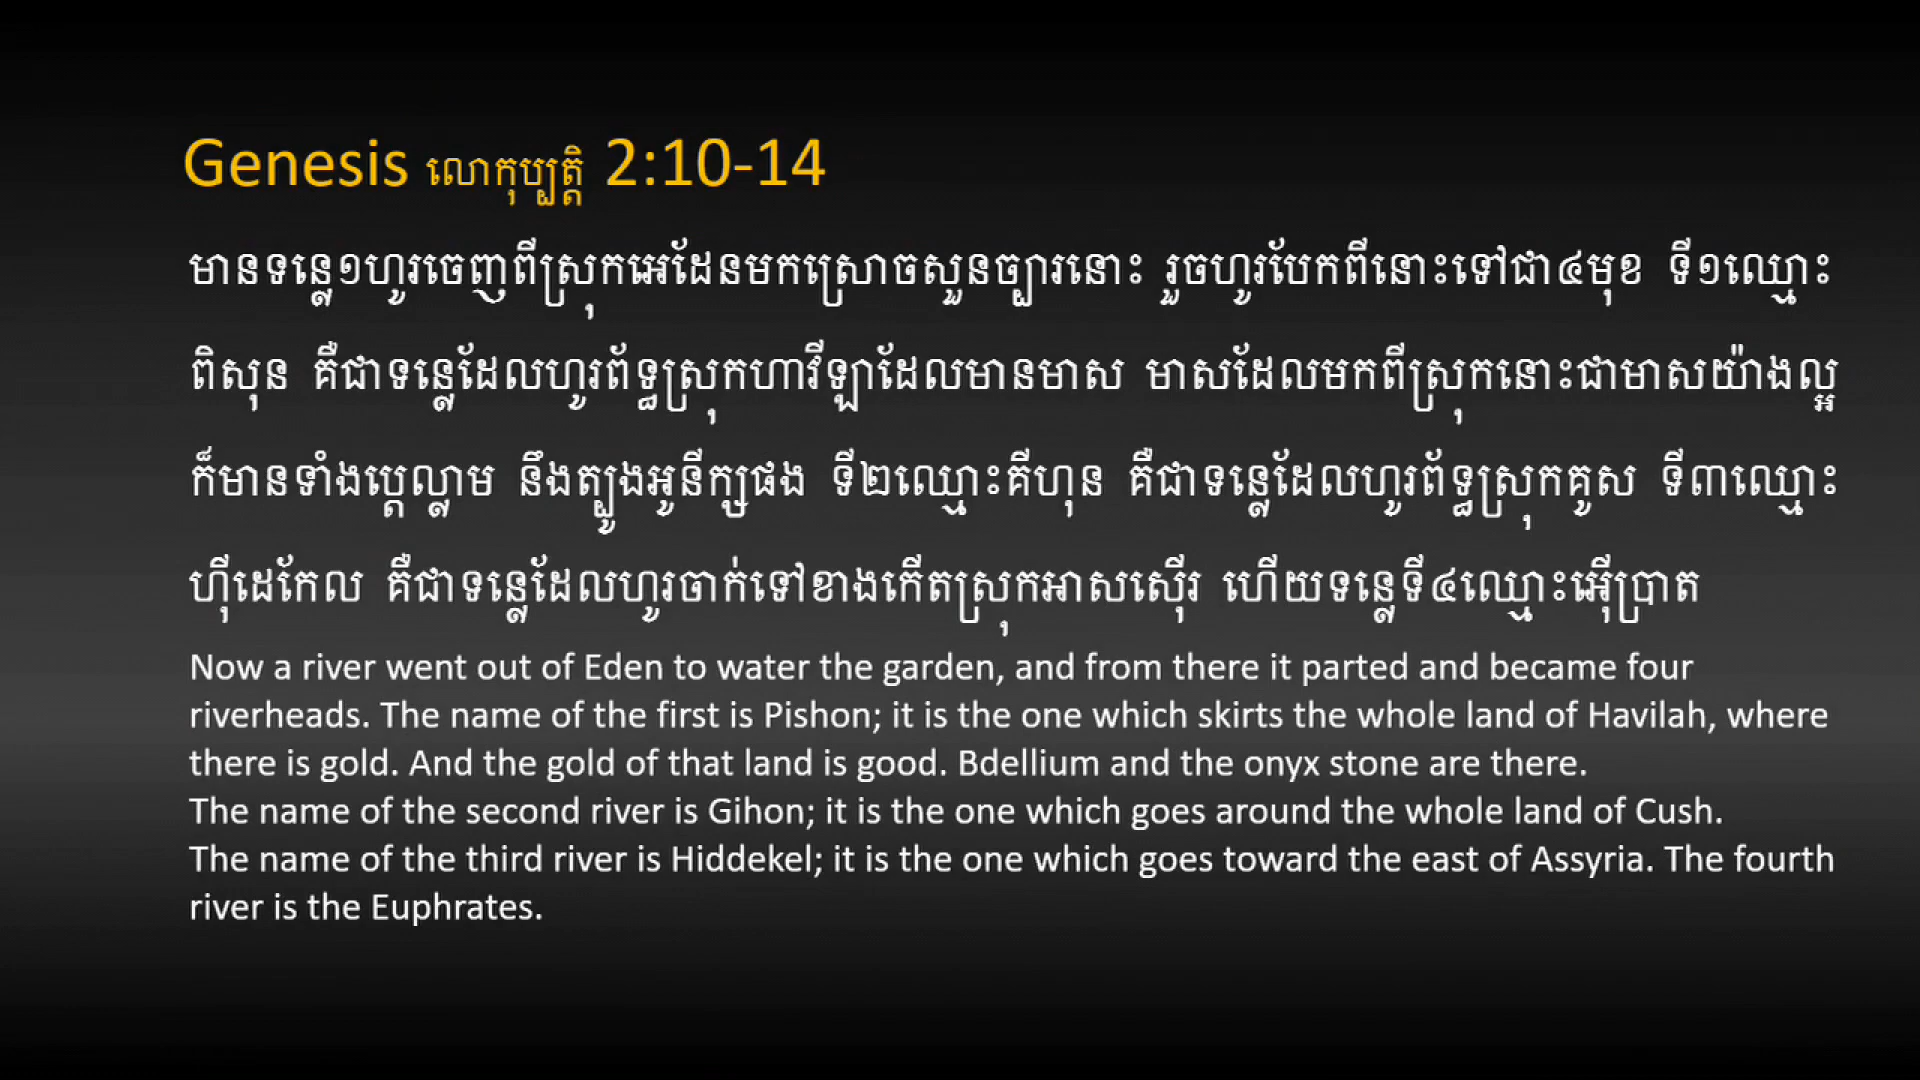 Genesis លោកុប្បត្តិ 2:10-14
មានទន្លេ១ហូរចេញពីស្រុកអេដែនមកស្រោចសួនច្បារនោះ រួចហូរបែកពីនោះទៅជា៤មុខ ទី១ឈ្មោះ
ពិសុន គឺជាទន្លេដែលហូរព័ទ្ធស្រុកហាវីឡាដែលមានមាស មាសដែលមកពីស្រុកនោះជាមាសយ៉ាងល្អ
ក៏មានទាំងប្ដេល្លាម នឹងត្បូងអូនីក្សផង ទី២ឈ្មោះគីហុន គឺជាទន្លេដែលហូរព័ទ្ធស្រុកគូស ទី៣ឈ្មោះ
ហ៊ីដេកែល គឺជាទន្លេដែលហូរចាក់ទៅខាងកើតស្រុកអាសស៊ើរ ហើយទន្លេទី៤ឈ្មោះអ៊ើប្រាត
Now a river went out of Eden to water the garden, and from there it parted and became four
riverheads. The name of the first is Pishon; it is the one which skirts the whole land of Havilah, where
there is gold. And the gold of that land is good. Bdellium and the onyx stone are there.
The name of the second river is Gihon; it is the one which goes around the whole land of Cush.
The name of the third river is Hiddekel; it is the one which goes toward the east of Assyria. The fourth
river is the Euphrates.